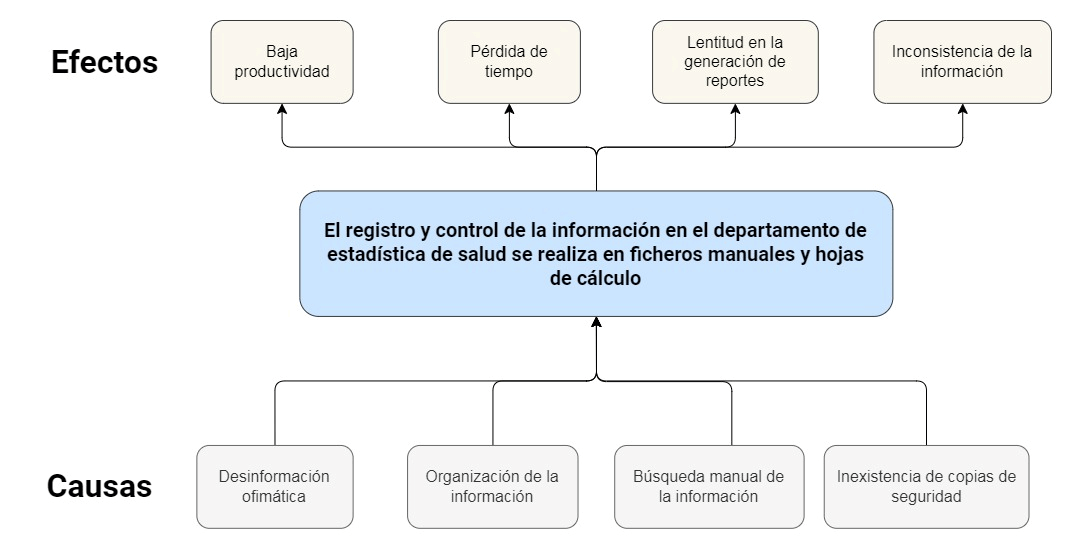 Efectos
Baja
productividad
Pérdida de
tiempo
Lentitud en la
generación de
reportes
Inconsistencia de la
información
El registro y control de la información en el departamento de
estadística de salud se realiza en ficheros manuales y hojas
de cálculo
Causas
Desinformación
ofimática
Organización de la
información
Búsqueda manual de
la información
Inexistencia de copias de
seguridad